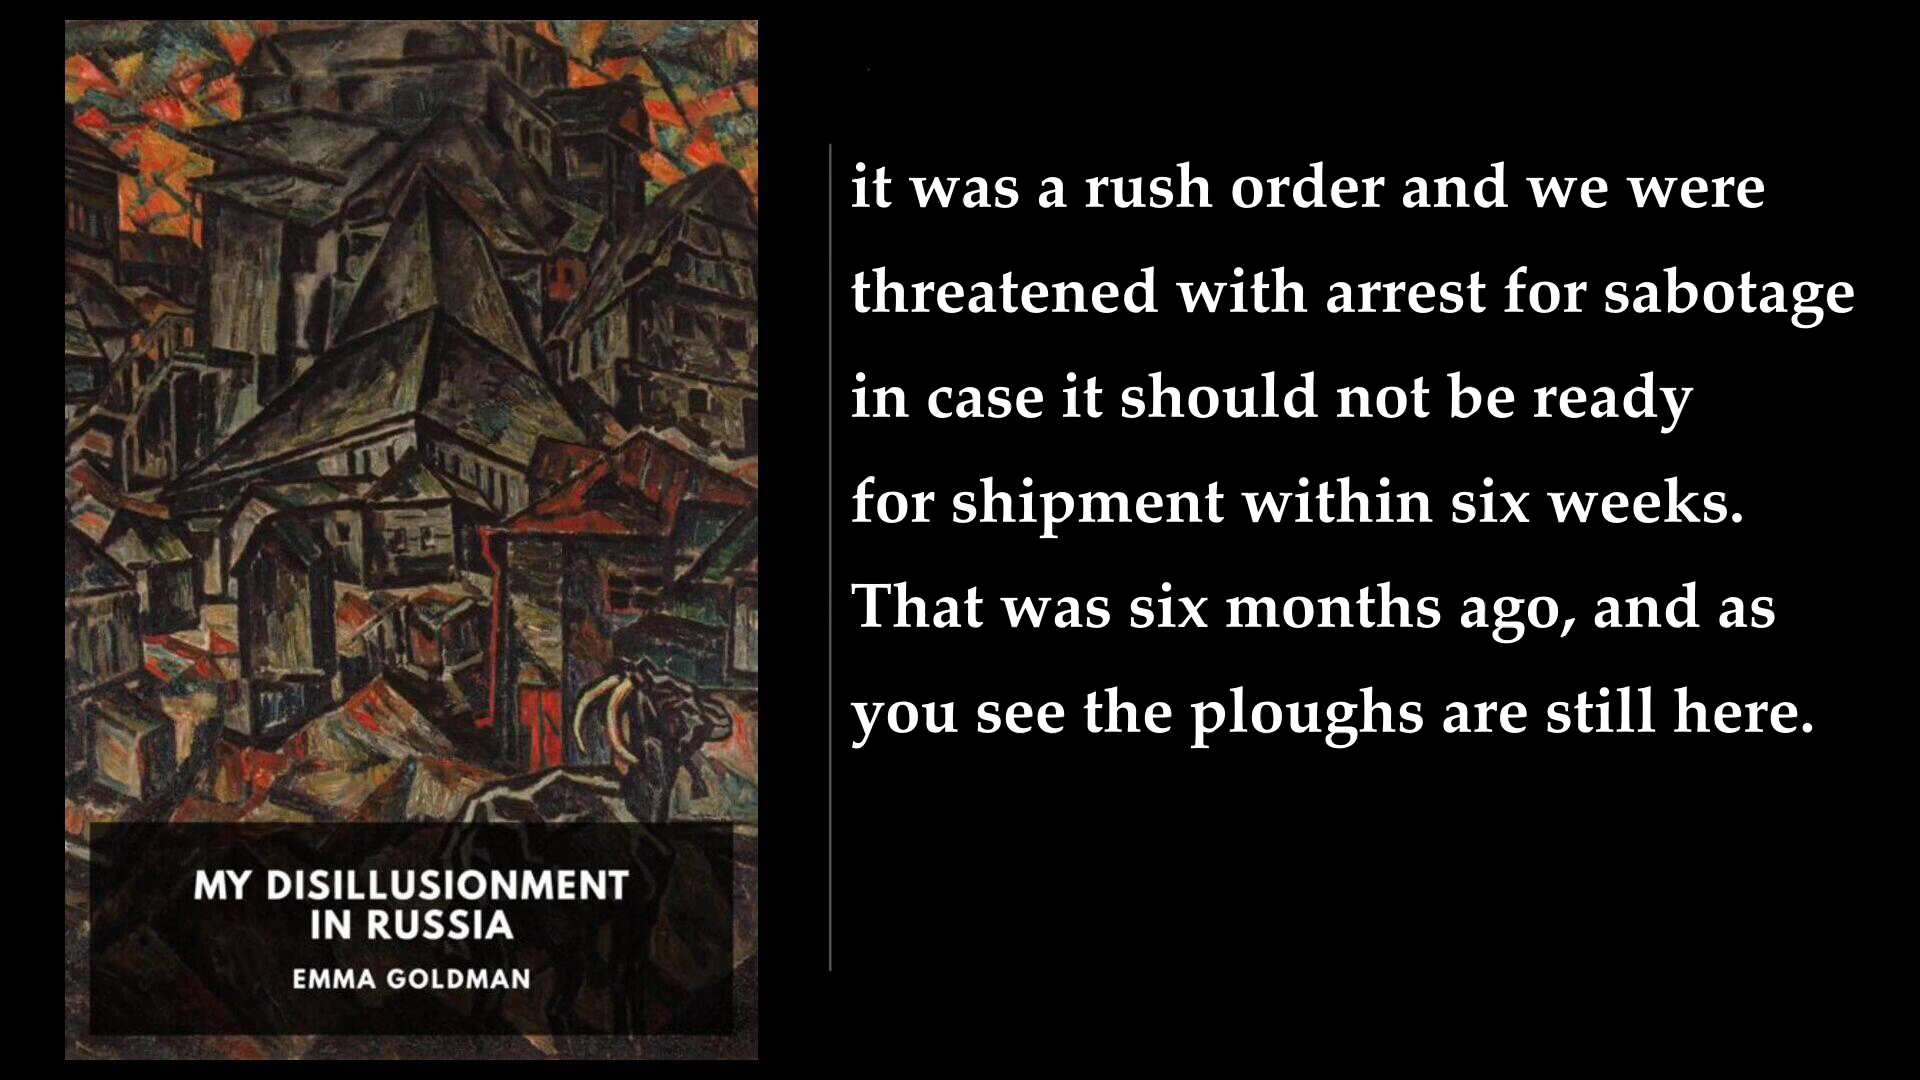 MY DISILLUSIONMENT
IN RUSSIA
EMMA GOLDMAN
it was a rush order and we were
threatened with arrest for sabotage
in case it should not be ready
for shipment within six weeks.
That was six months ago, and as
you see the ploughs are still here.